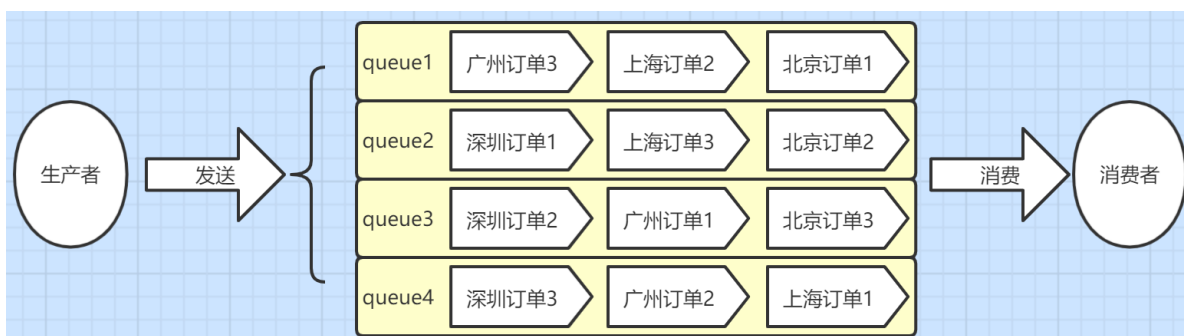 queue1 广州订单3 上海订单2 北京订单1
queue2 深圳订单1 上海订单3 北京订单2
生产者 发送 消费 消费者
queue3 深圳订单2 广州订单1 北京订单3
queue4 深圳订单3 广州订单2 上海订单1